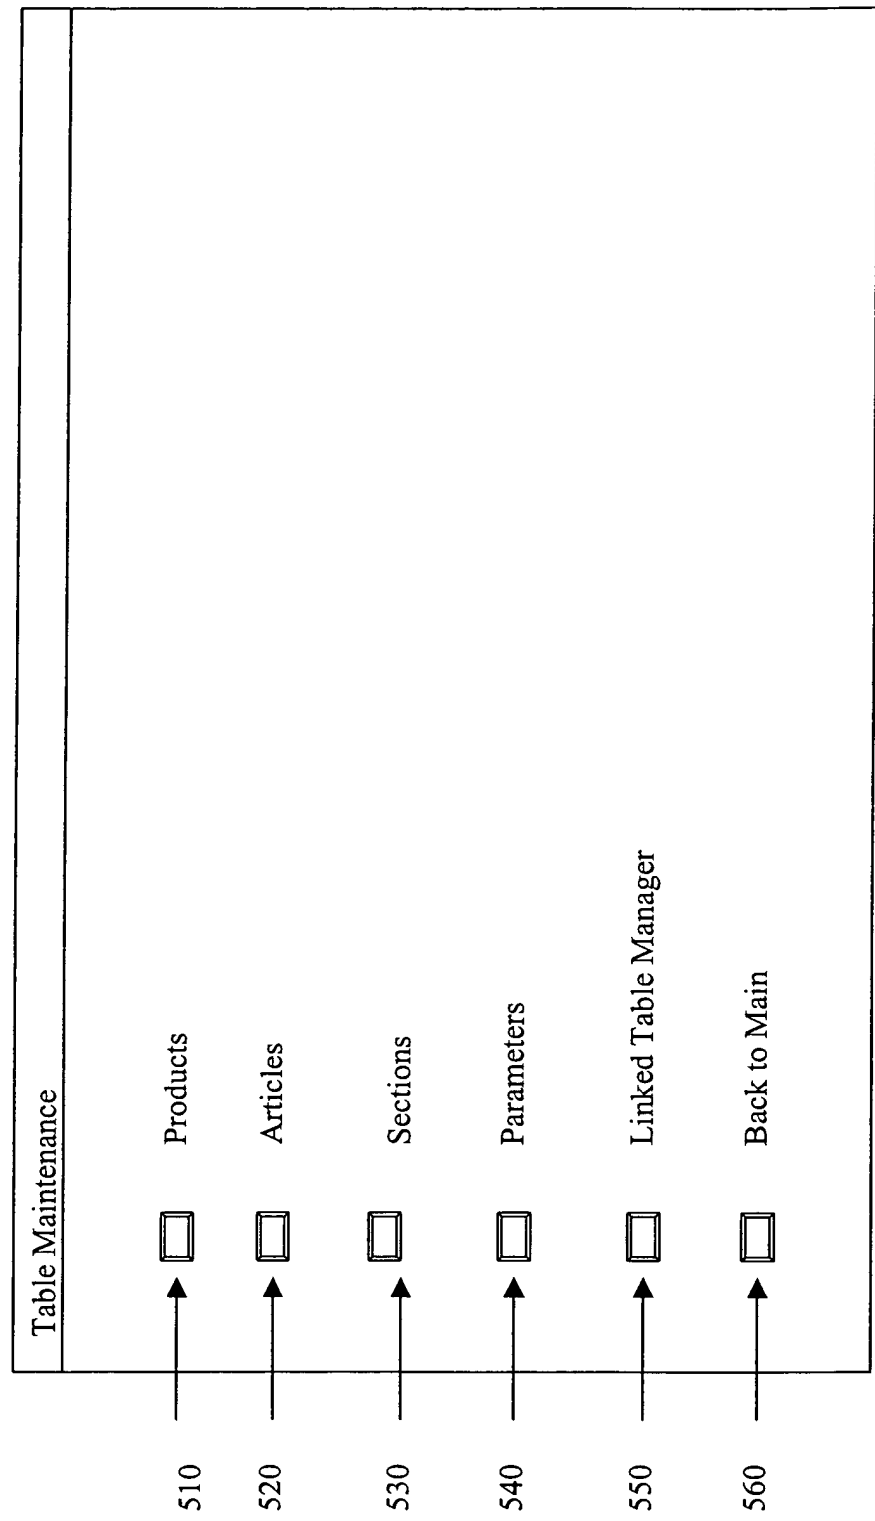 Table Maintenance
510 Products
520 Articles
530 Sections
540 Parameters
550 Linked Table Manager
560 Back to Main